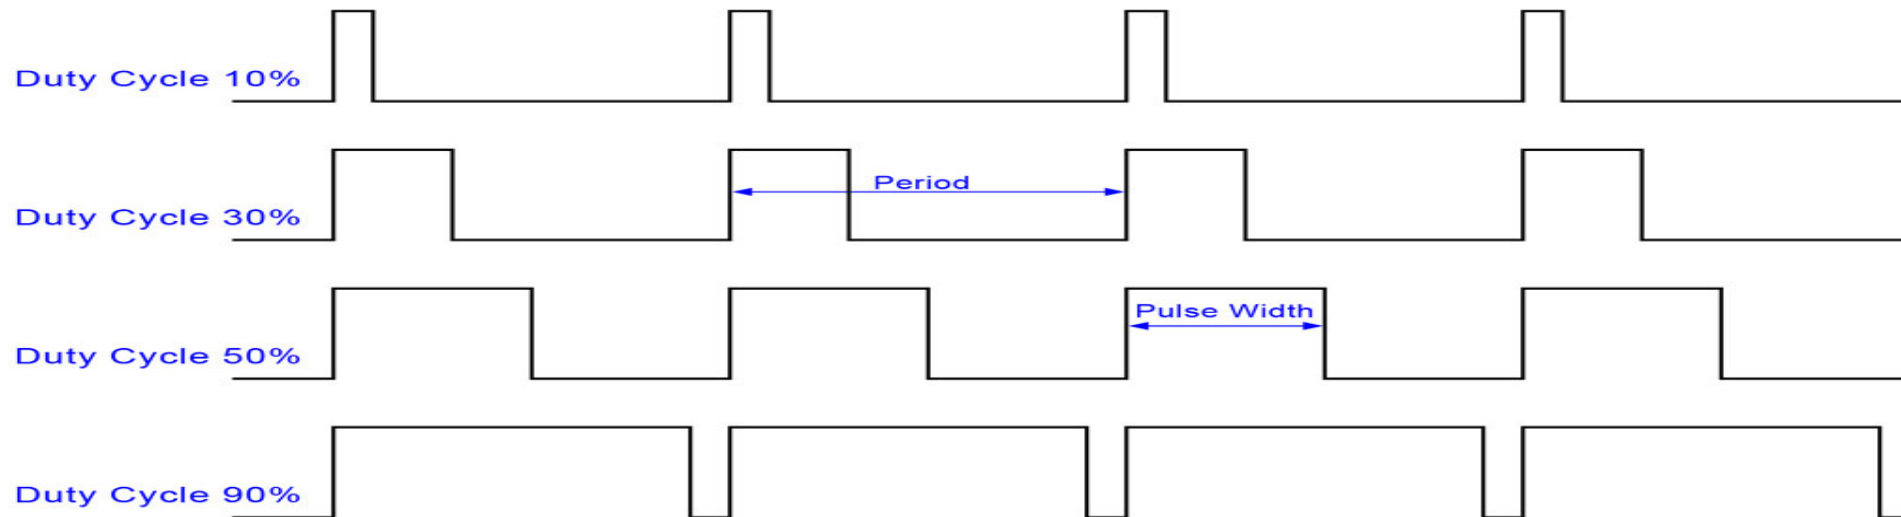 Duty Cycle 10%
Period
Duty Cycle 30%
Pulse Width
Duty Cycle 50%
Duty Cycle 90%